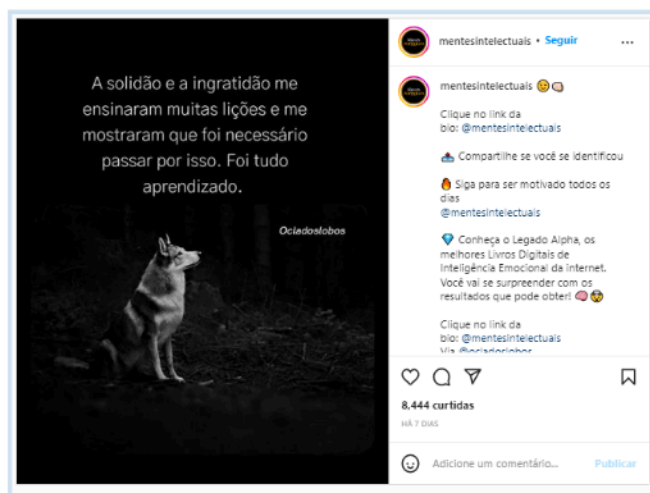 A solidão e a ingratidão me
ensinaram muitas lições e me
mostraram que foi necessário
passar por isso. Foi tudo
aprendizado.
Ocladoslobos
mentesintelectuais • Seguir
mentesintelectuais
Clique no link da
bio: @mentesintelectuais
Compartilhe se você se identificou
Siga para ser motivado todos os
dias
@mentesintelectuais
Conheça o Legado Alpha, os
melhores Livros Digitais de
Inteligência Emocional da internet.
Você vai se surpreender com os
resultados que pode obter!
Clique no link da
bio: @mentesintelectuais
Via @ocladoslobos
8,444 curtidas
HÁ 7 DIAS
Adicione um comentário...
Publicar